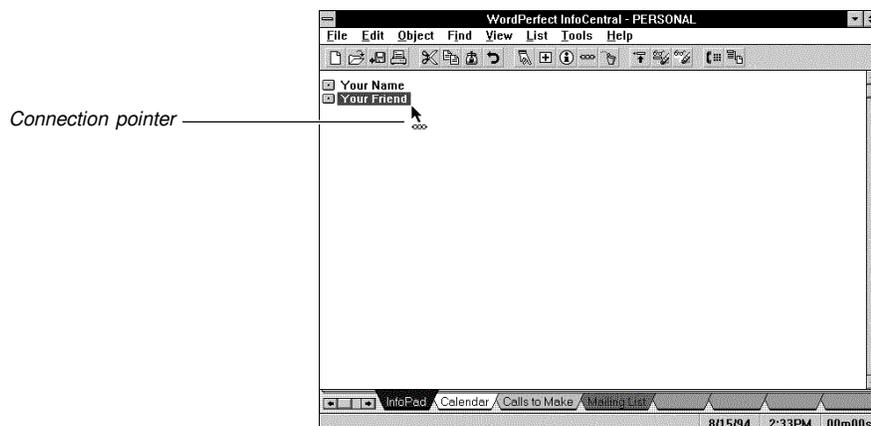 WordPerfect InfoCentral - PERSONAL
File Edit Object Find View List Tools Help
Your Name
Your Friend
Connection pointer
InfoPad Calendar Calls to Make Mailing List
8/15/94 2:33PM 00m00s